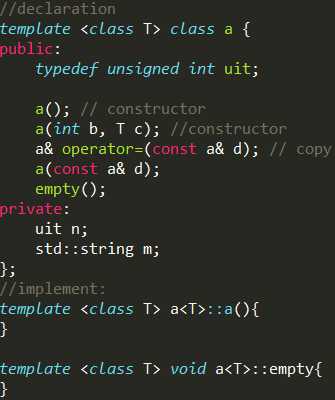 //declaration
template <class T> class a {
public:
typedef unsigned int uit;
a(); // constructor
a(int b, T c); //constructor
a& operator=(const a& d); // copy
a(const a& d);
empty();
private:
uit n;
std::string m;
};
//implement:
template <class T> a<T>::a(){
}
template <class T> void a<T>::empty{
}